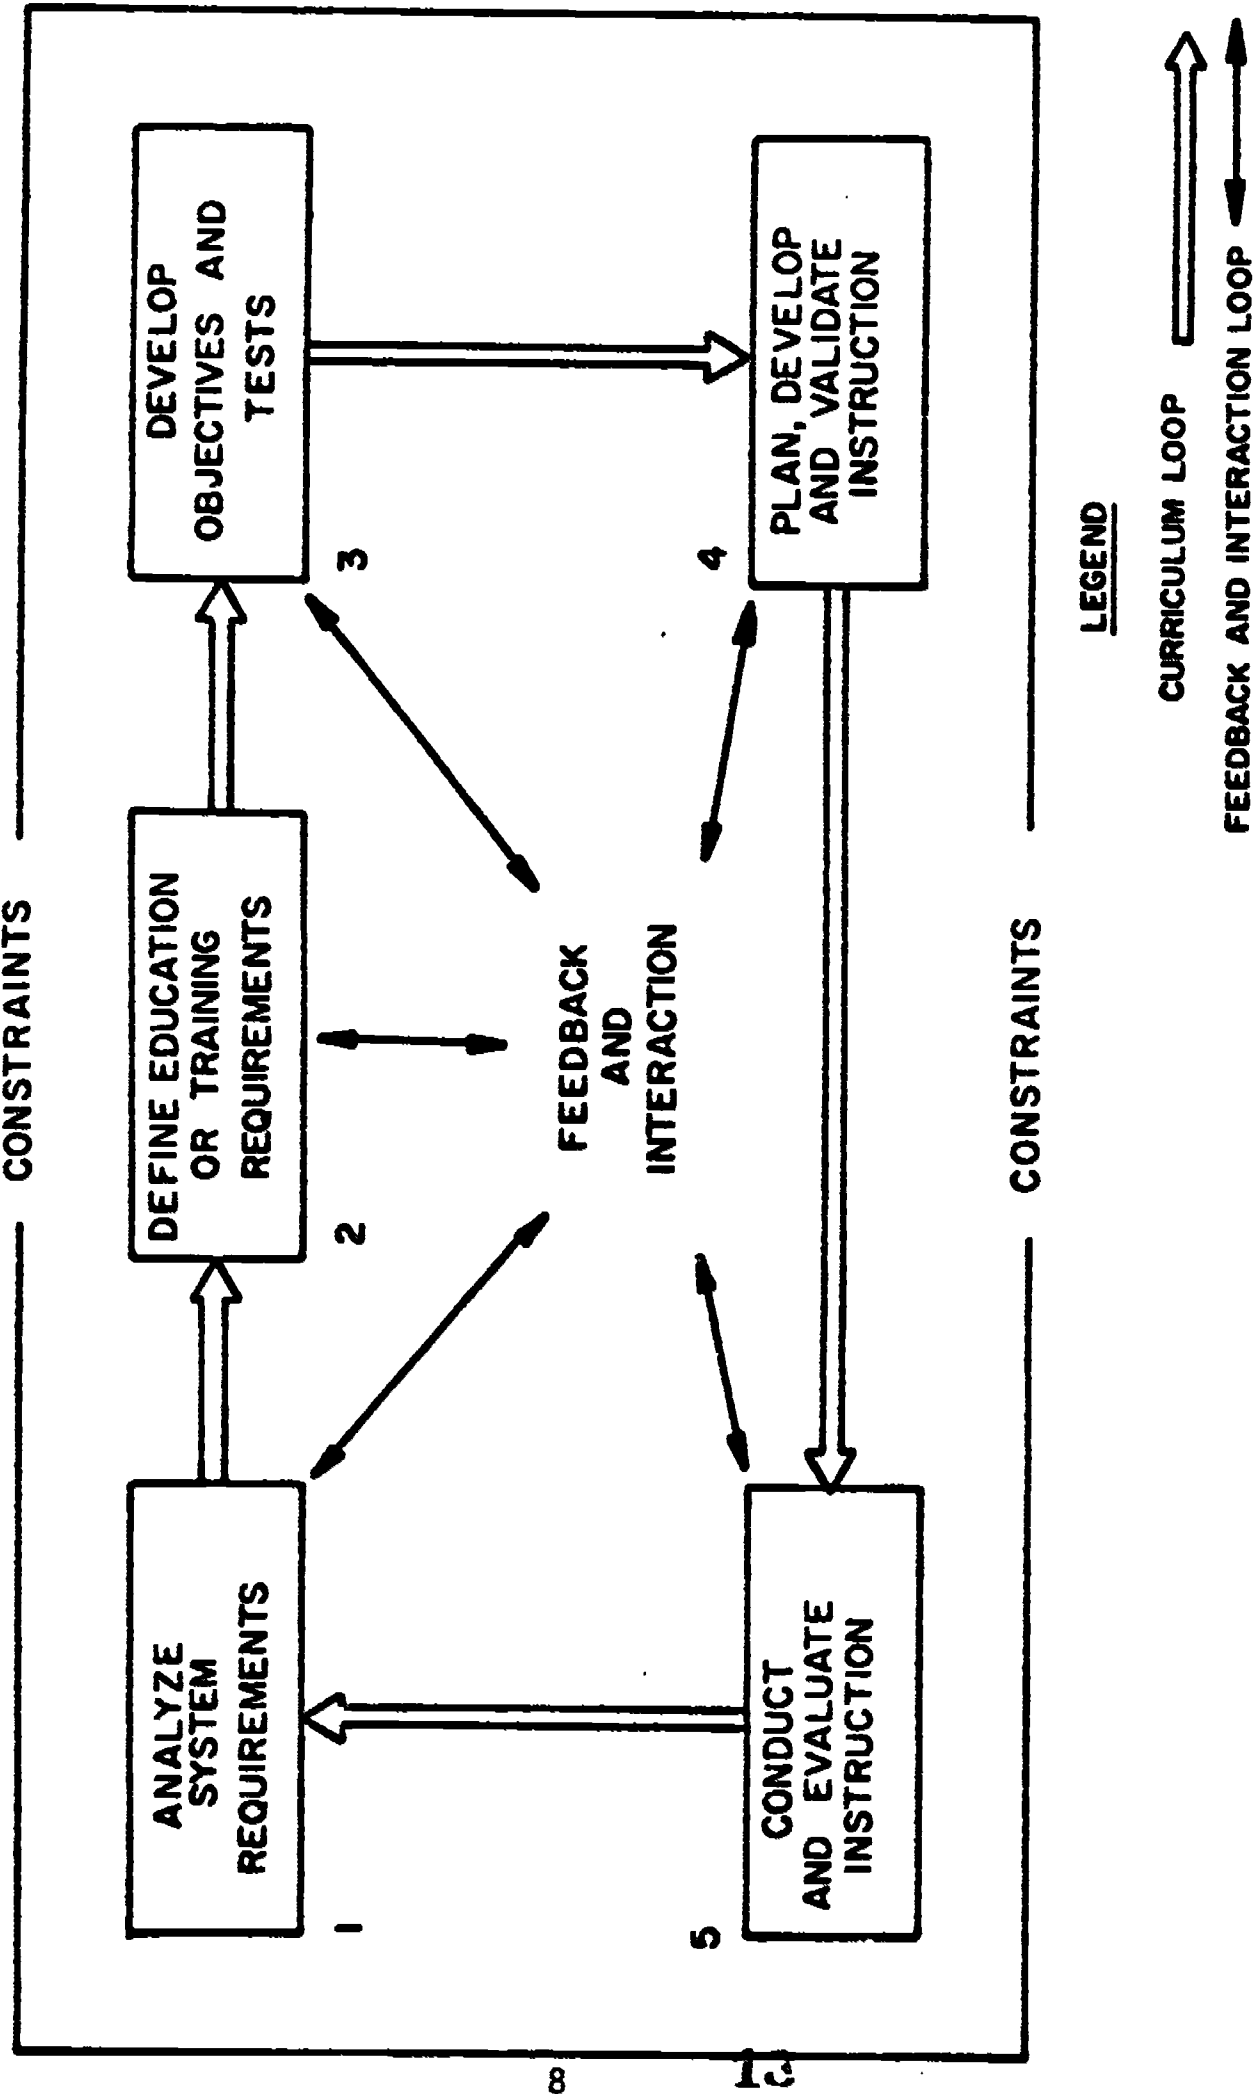 CONSTRAINTS
ANALYZE
SYSTEM
REQUIREMENTS
1
DEFINE EDUCATION
OR TRAINING
REQUIREMENTS
2
DEVELOP
OBJECTIVES AND
TESTS
3
FEEDBACK
AND
INTERACTION
5
CONDUCT
AND EVALUATE
INSTRUCTION
4
PLAN, DEVELOP
AND VALIDATE
INSTRUCTION
CONSTRAINTS
LEGEND
CURRICULUM LOOP
FEEDBACK AND INTERACTION LOOP
8